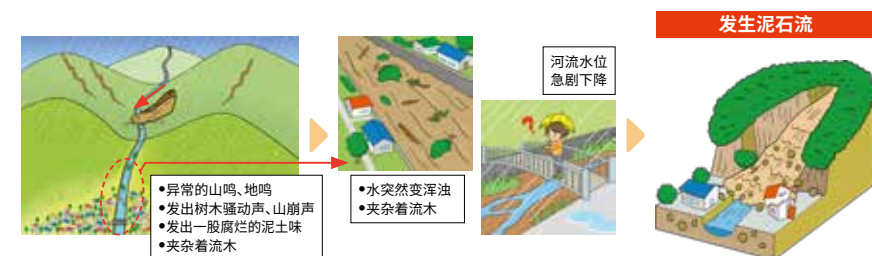 发生泥石流
河流水位
急剧下降
•异常的山鸣、地鸣
•发出树木骚动声、山崩声
•发出一股腐烂的泥土味
•夹杂着流木
•水突然变浑浊
•夹杂着流木